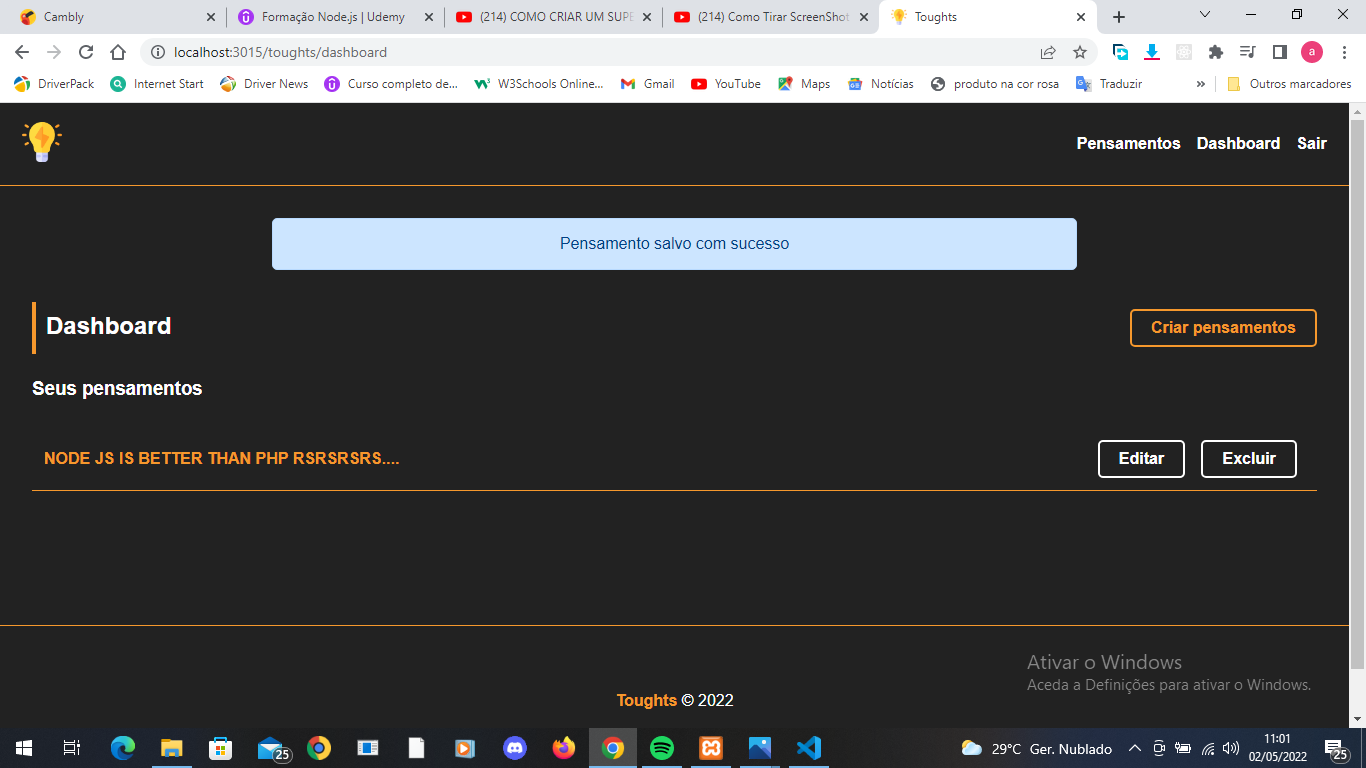 Cambly
Formação Node.js | Udemy
(214) COMO CRIAR UM SUPE
(214) Como Tirar ScreenShot
Toughts
localhost:3015/toughts/dashboard
a
DriverPack
Internet Start
Driver News
Curso completo de...
W3Schools Online...
Gmail
YouTube
Maps
Notícias
produto na cor rosa
Traduzir
»
Outros marcadores
Pensamentos
Dashboard
Sair
Pensamento salvo com sucesso
Dashboard
Criar pensamentos
Seus pensamentos
NODE JS IS BETTER THAN PHP RSRSRSRS....
Editar
Excluir
Ativar o Windows
Aceda a Definições para ativar o Windows.
Toughts © 2022
25
29°C Ger. Nublado
11:01
02/05/2022
25